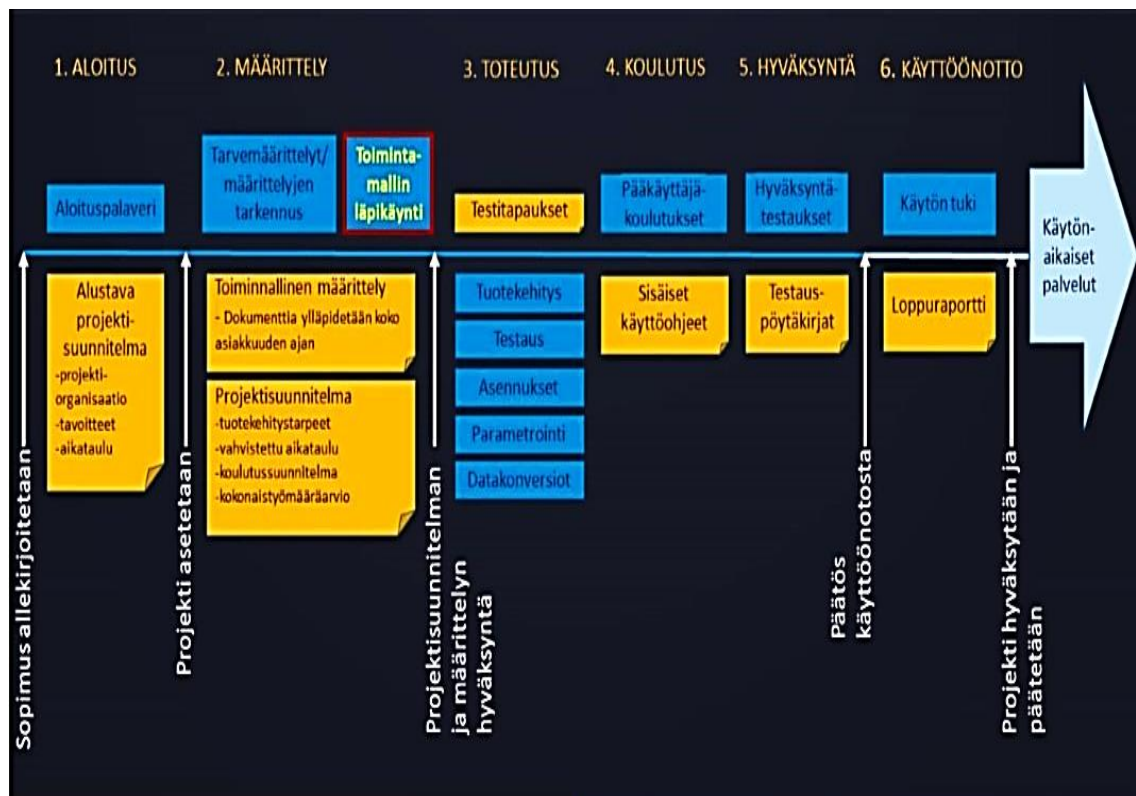 1. ALOITUS
2. MÄÄRITTELY
3. TOTEUTUS
4. KOULUTUS
5. HYVÄKSYNTÄ
6. KÄYTTÖÖNOTTO
Aloituspalaveri
Tarvemäärittelyt/
määrittelyjen
tarkennus
Toiminta-
mallin
läpikäynti
Testitapaukset
Pääkäyttäjä-
koulutukset
Hyväksyntä-
testaukset
Käytön tuki
Käytön-
aikaiset
palvelut
Alustava
projekti-
suunnitelma
-projekti-
organisaatio
-tavoitteet
-aikataulu
Toiminnallinen määrittely
- Dokumenttia ylläpidetään koko
asiakkuuden ajan
Projektisuunnitelma
-tuotekehitystarpeet
-vahvistettu aikataulu
-koulutussuunnitelma
-kokonaistyömääräarvio
Tuotekehitys
Testaus
Asennukset
Parametrointi
Datakonversiot
Sisäiset
käyttöohjeet
Testaus-
pöytäkirjat
Loppuraportti
Sopimus allekirjoitetaan
Projekti asetetaan
Projektisuunnitelman
ja määrittelyn
hyväksyntä
Päätös
käyttöönotosta
Projekti hyväksytään ja
päätetään